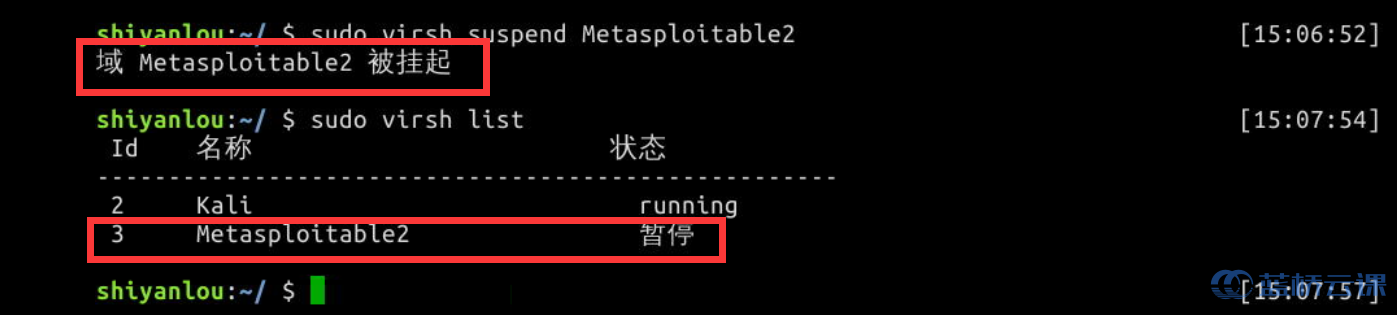 shiyanlou:~/ $ sudo virsh suspend Metasploitable2 [15:06:52]
域 Metasploitable2 被挂起
shiyanlou:~/ $ sudo virsh list [15:07:54]
Id 名称 状态
----------------------------------------------------
2 Kali running
3 Metasploitable2 暂停
shiyanlou:~/ $ [15:07:57]
蓝桥云课